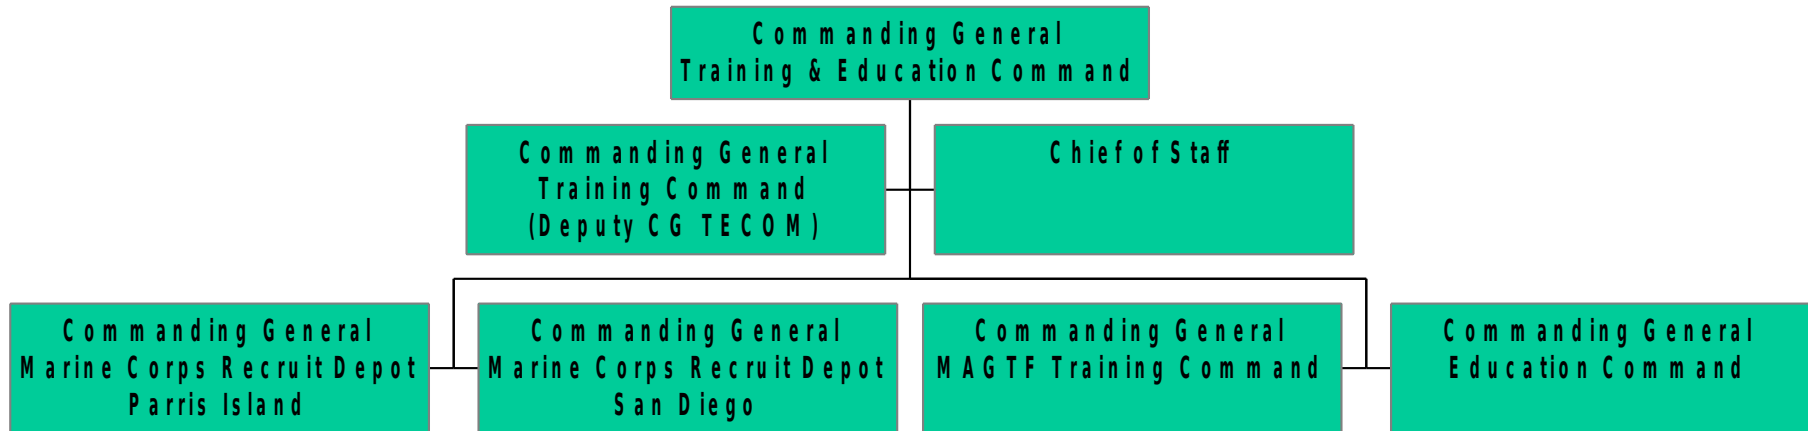 Commanding General
Training & Education Command
Commanding General
Training Command
(Deputy CG TECOM)
Chief of Staff
Commanding General
Marine Corps Recruit Depot
Parris Island
Commanding General
Marine Corps Recruit Depot
San Diego
Commanding General
MAGTF Training Command
Commanding General
Education Command